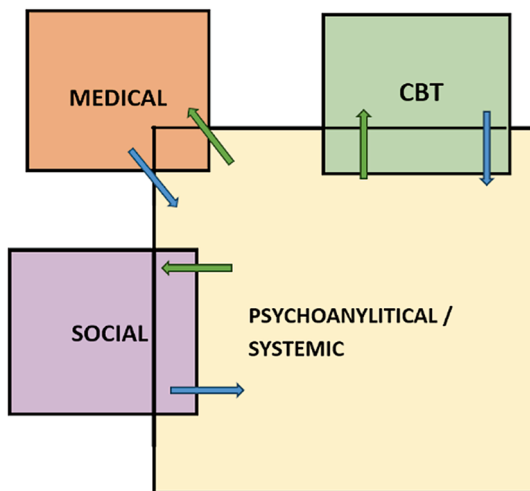 MEDICAL
CBT
SOCIAL
PSYCHOANYLITICAL /
SYSTEMIC